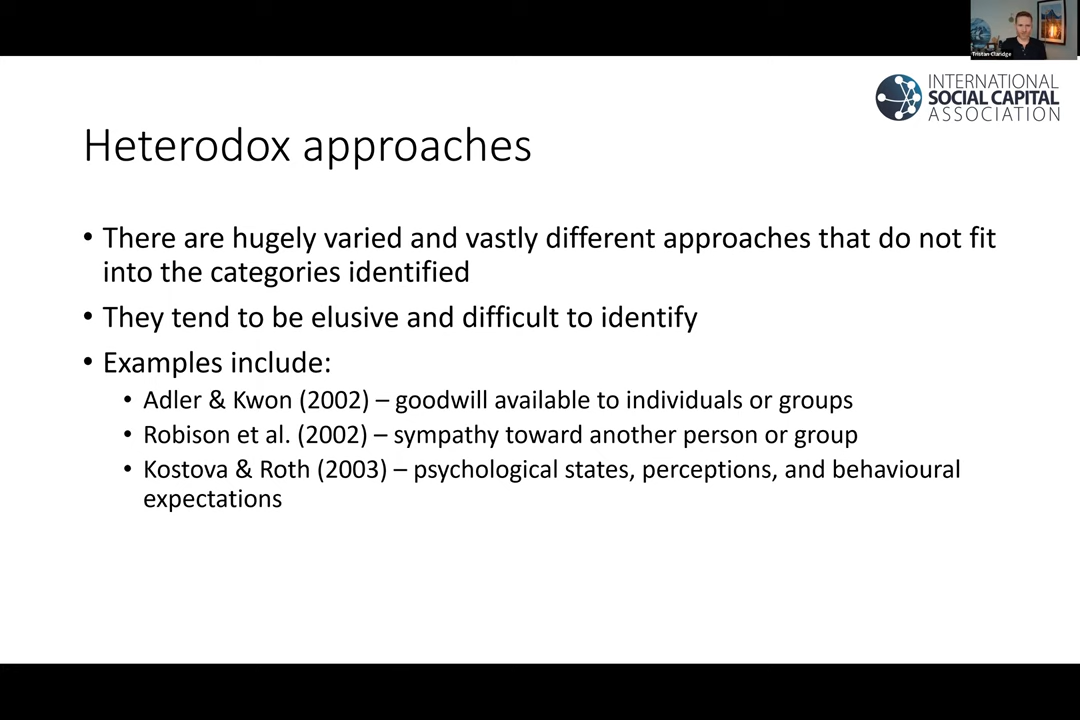 Tristan Claridge
INTERNATIONAL
SOCIAL CAPITAL
ASSOCIATION
Heterodox approaches
• There are hugely varied and vastly different approaches that do not fit
into the categories identified
• They tend to be elusive and difficult to identify
• Examples include:
• Adler & Kwon (2002) – goodwill available to individuals or groups
• Robison et al. (2002) – sympathy toward another person or group
• Kostova & Roth (2003) – psychological states, perceptions, and behavioural
expectations